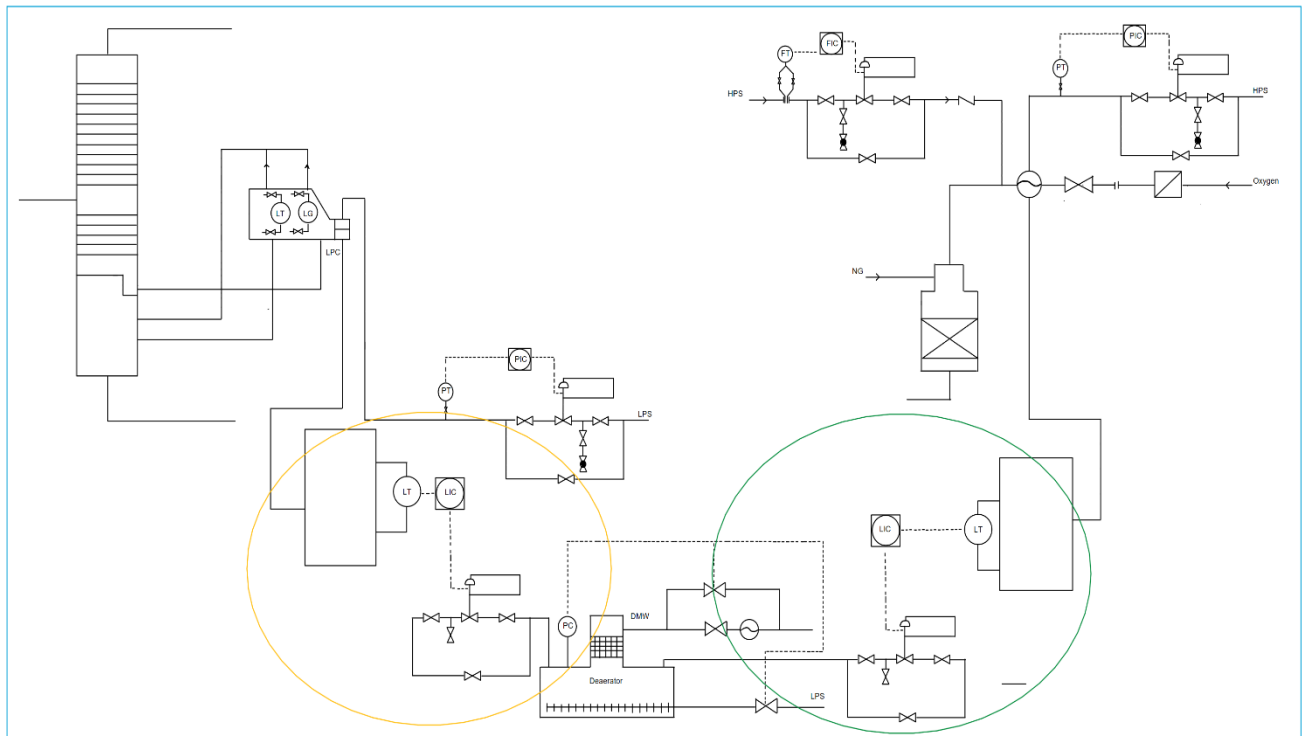 FT
FIC
PIC
PT
HPS
HPS
Oxygen
LT
LG
LPC
NG
PIC
PT
LPS
LT
LIC
LIC
LT
PC
DMW
Deaerator
LPS